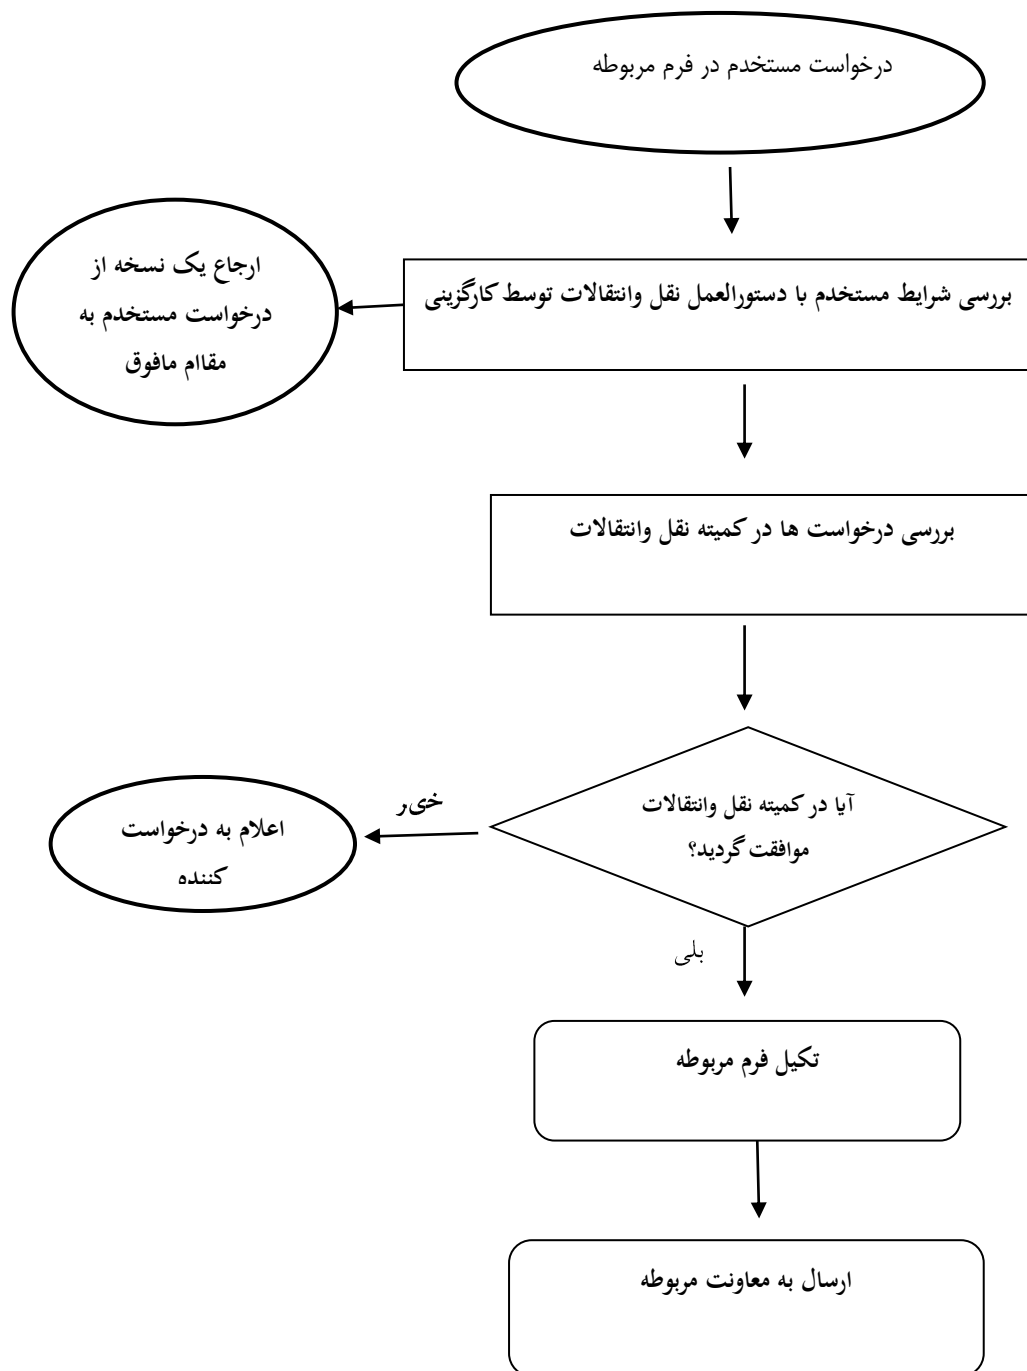 درخواست مستخدم در فرم مربوطه
بررسی شرایط مستخدم با دستورالعمل نقل وانتقالات توسط کارگزینی
ارجاع یک نسخه از
درخواست مستخدم به
مقاام مافوق
بررسی درخواست ها در کمیته نقل وانتقالات
آیا در کمیته نقل وانتقالات
موافقت گردید؟
خیر
اعلام به درخواست
کننده
بلی
تکیل فرم مربوطه
ارسال به معاونت مربوطه